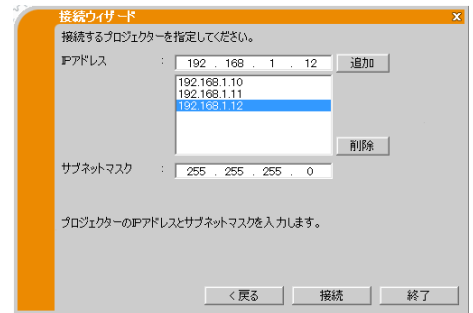 接続ウィザード x
接続するプロジェクターを指定してください。
IPアドレス : 192 . 168 . 1 . 12 追加
192.168.1.10
192.168.1.11
192.168.1.12
削除
サブネットマスク : 255 . 255 . 255 . 0
プロジェクターのIPアドレスとサブネットマスクを入力します。
<戻る 接続 終了